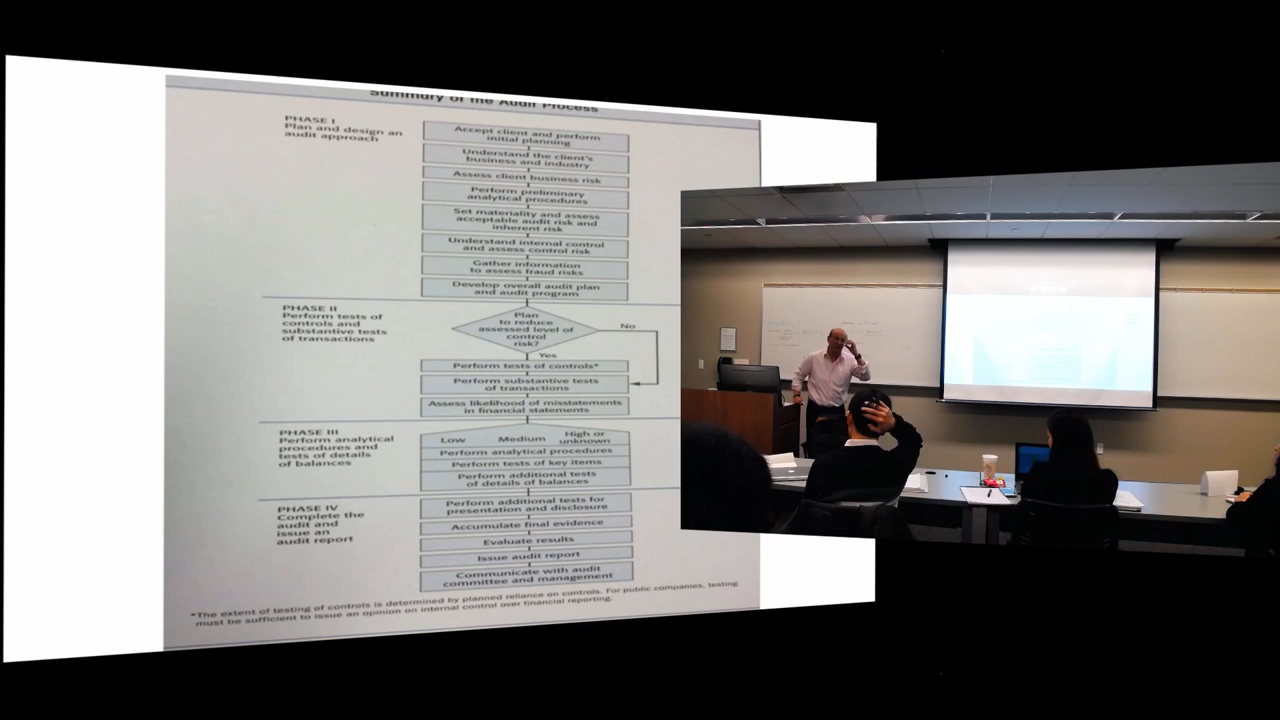 Summary of the Audit Process
PHASE I
Plan and design an
audit approach
Accept client and perform
initial planning
Understand the client's
business and industry
Assess client business risk
Perform preliminary
analytical procedures
Set materiality and assess
acceptable audit risk and
inherent risk
Understand internal control
and assess control risk
Gather information
to assess fraud risks
Develop overall audit plan
and audit program
PHASE II
Perform tests of
controls and
substantive tests
of transactions
Plan
to reduce
assessed level of
control
risk?
No
Yes
Perform tests of controls*
Perform substantive tests
of transactions
Assess likelihood of misstatements
in financial statements
PHASE III
Perform analytical
procedures and
tests of details
of balances
Low Medium High or
unknown
Perform analytical procedures
Perform tests of key items
Perform additional tests
of details of balances
PHASE IV
Complete the
audit and
issue an
audit report
Perform additional tests for
presentation and disclosure
Accumulate final evidence
Evaluate results
Issue audit report
Communicate with audit
committee and management
*The extent of testing of controls is determined by planned reliance on controls. For public companies, testing
must be sufficient to issue an opinion on internal control over financial reporting.